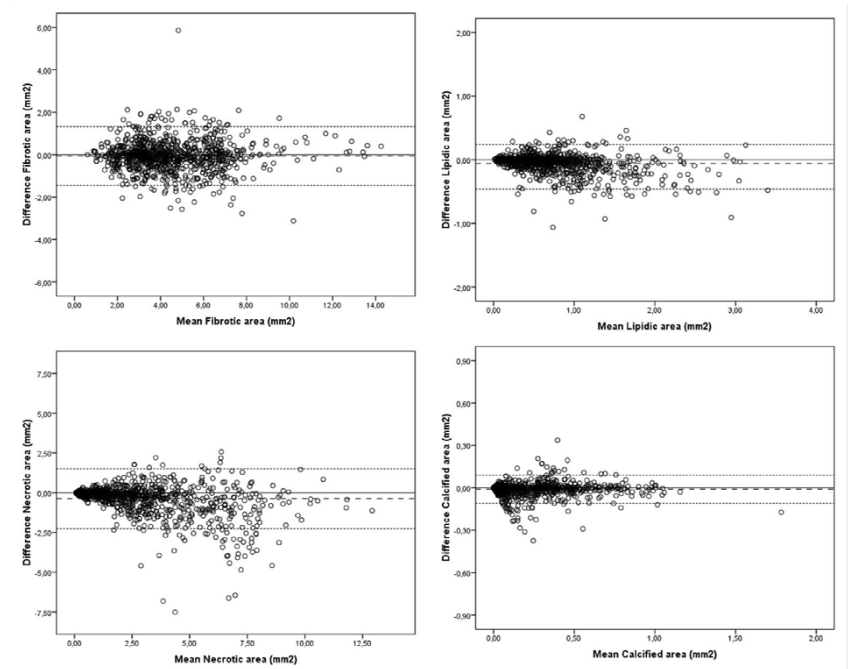 6,00
4,00
2,00
0,00
-2,00
-4,00
-6,00
Difference Fibrotic area (mm2)
0,00 2,00 4,00 6,00 8,00 10,00 12,00 14,00
Mean Fibrotic area (mm2)
2,00
1,00
0,00
-1,00
-2,00
Difference Lipidic area (mm2)
0,00 1,00 2,00 3,00 4,00
Mean Lipidic area (mm2)
7,50
5,00
2,50
0,00
-2,50
-5,00
-7,50
Difference Necrotic area (mm2)
0,00 2,50 5,00 7,50 10,00 12,50
Mean Necrotic area (mm2)
0,90
0,60
0,30
0,00
-0,30
-0,60
-0,90
Difference Calcified area (mm2)
0,00 0,50 1,00 1,50 2,00
Mean Calcified area (mm2)